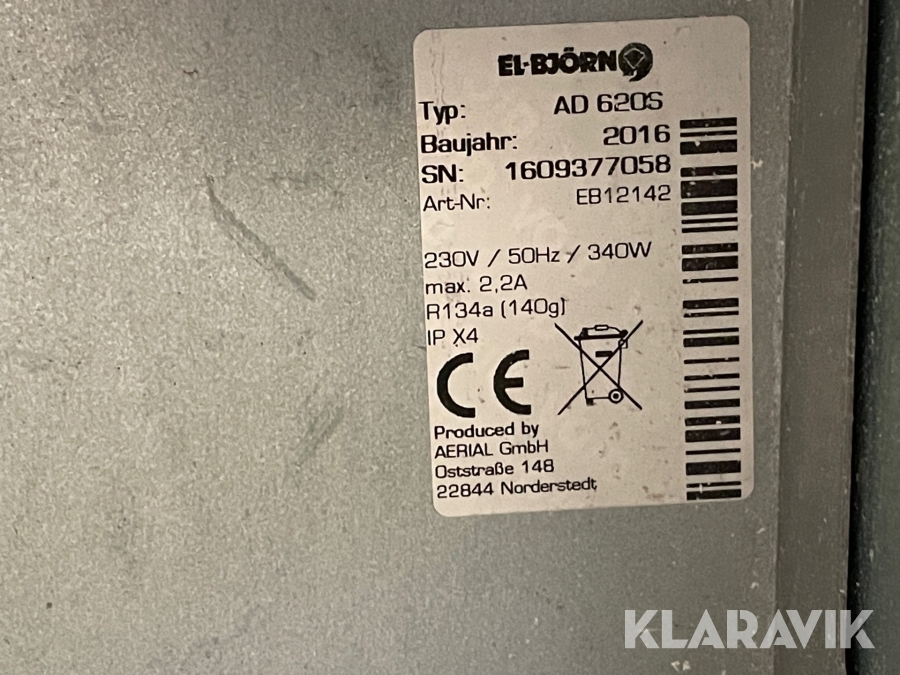 EL·BJÖRN
Typ: AD 620S
Baujahr: 2016
SN: 1609377058
Art-Nr: EB12142
230V / 50Hz / 340W
max. 2,2A
R134a (140g)
IP X4
CE
Produced by
AERIAL GmbH
Oststraße 148
22844 Norderstedt
KLARAVIK